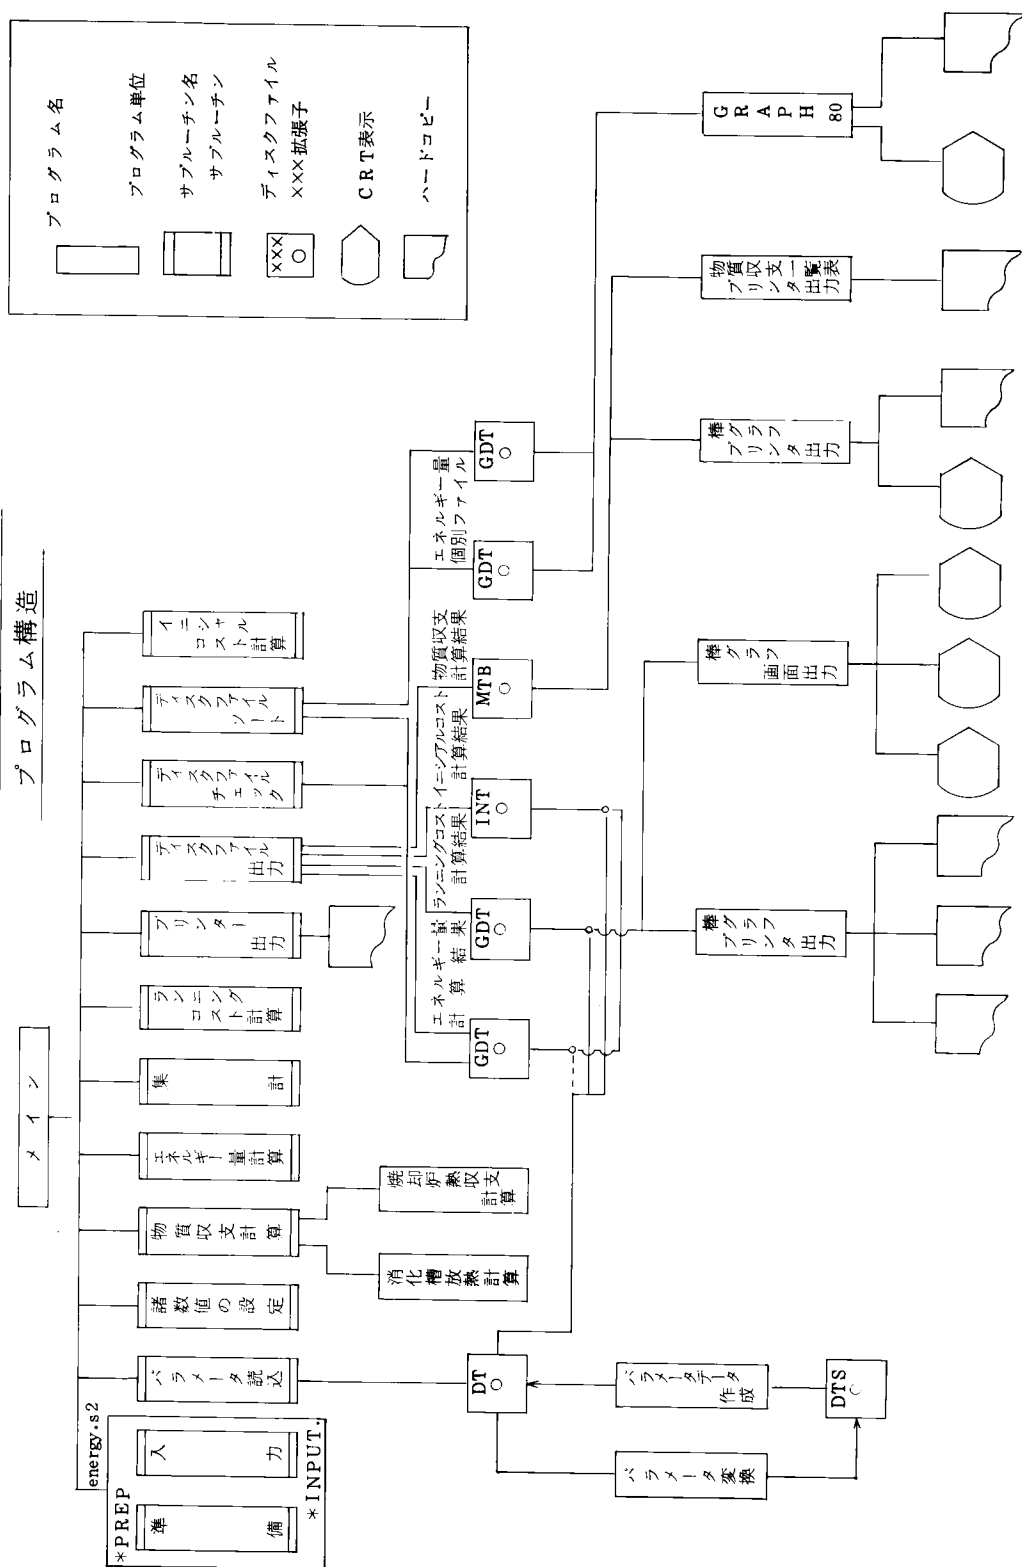 プログラム構造
メイン
energy.s2
*PREP
準備
入力
*INPUT.
パラメータ読込
諸数値の設定
物質収支計算
エネルギー量計算
集計
ランニング
コスト計算
プリンター
出力
ディスクファイル
出力
ディスクファイル
チェック
ディスクファイル
ソート
イニシャル
コスト計算
消化槽放熱計算
焼却炉熱収支
計算
DT
パラメータ変換
パラメータデータ
作成
DTS
エネルギー量
計算結果
GDT
ランニングコスト
計算結果
GDT
イニシアルコスト
計算結果
INT
物質収支
計算結果
MTB
エネルギー量
個別ファイル
GDT
GDT
棒グラフ
プリンタ出力
棒グラフ
画面出力
棒グラフ
プリンタ出力
物質収支一覧表
プリンタ出力
GRAPH
80
プログラム名
プログラム単位
サブルーチン名
サブルーチン
ディスクファイル
XXX
XXX拡張子
CRT表示
ハードコピー